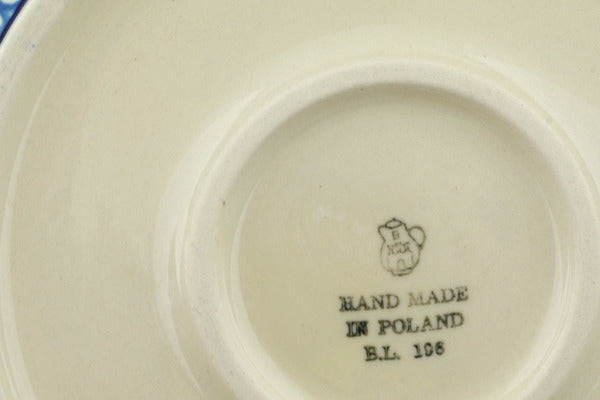 B
HAND MADE
IN POLAND
B.L. 196